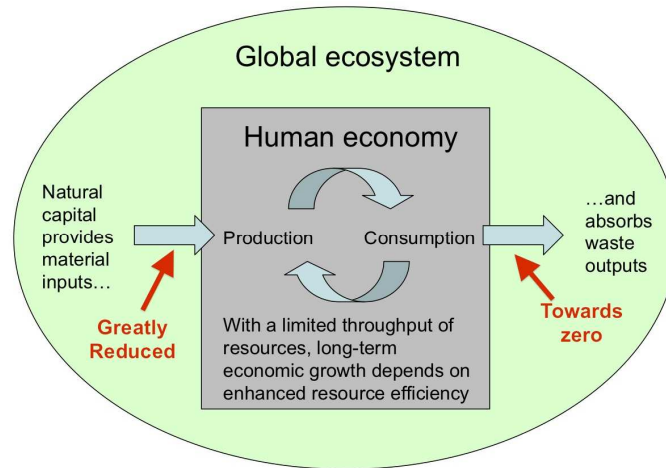 Global ecosystem
Human economy
Natural
capital
provides
material
inputs…
Production
Consumption
…and
absorbs
waste
outputs
Greatly
Reduced
Towards
zero
With a limited throughput of
resources, long-term
economic growth depends on
enhanced resource efficiency